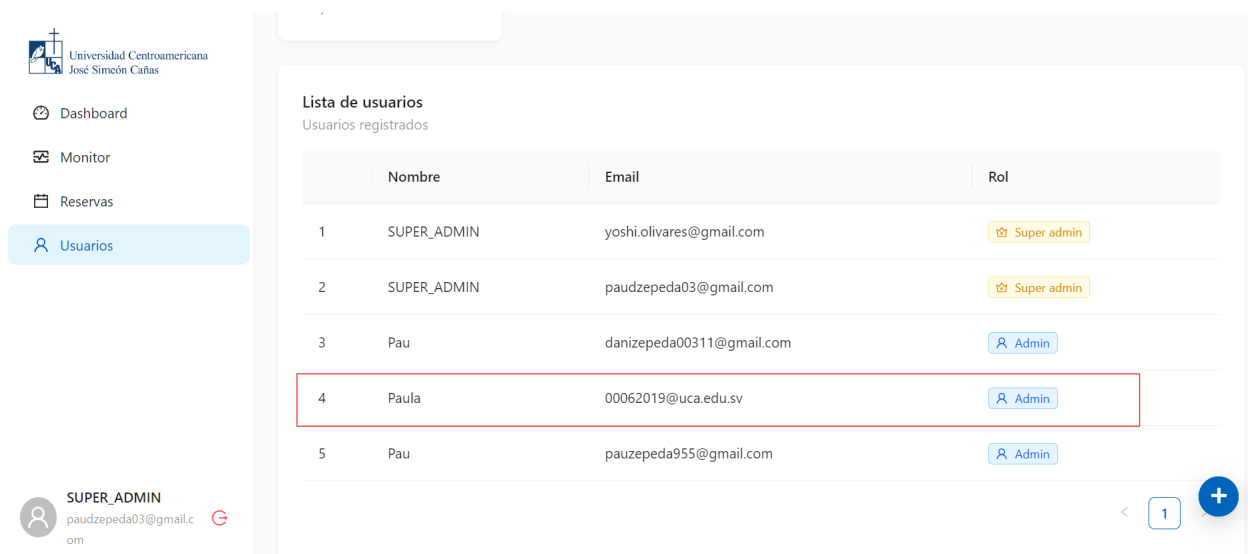 UCA
Universidad Centroamericana
José Simeón Cañas
Dashboard
Monitor
Reservas
Usuarios
SUPER_ADMIN
paudzepeda03@gmail.c
om
Lista de usuarios
Usuarios registrados
Nombre Email Rol
1 SUPER_ADMIN yoshi.olivares@gmail.com Super admin
2 SUPER_ADMIN paudzepeda03@gmail.com Super admin
3 Pau danizepeda00311@gmail.com Admin
4 Paula 00062019@uca.edu.sv Admin
5 Pau pauzepeda955@gmail.com Admin
< 1 >
+